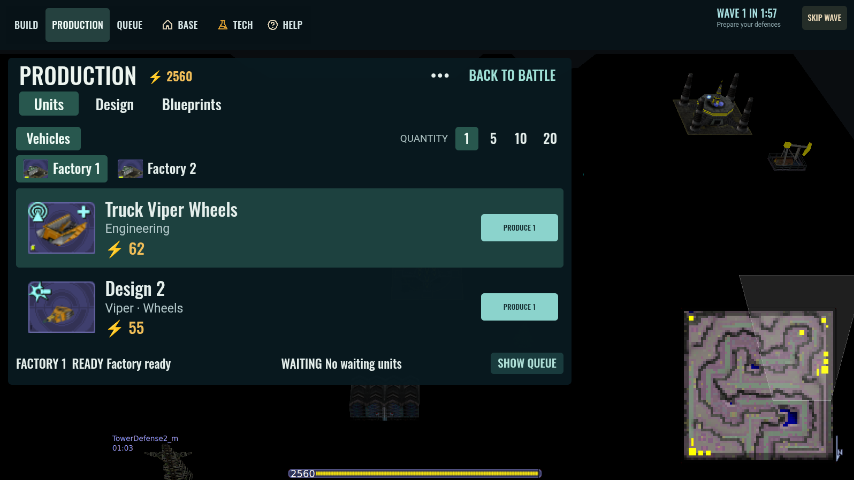 BUILD PRODUCTION QUEUE BASE TECH HELP
WAVE 1 IN 1:57
Prepare your defences
SKIP WAVE
PRODUCTION 2560
••• BACK TO BATTLE
Units Design Blueprints
Vehicles QUANTITY 1 5 10 20
Factory 1 Factory 2
Truck Viper Wheels
Engineering
62
PRODUCE 1
Design 2
Viper · Wheels
55
PRODUCE 1
FACTORY 1 READY Factory ready WAITING No waiting units SHOW QUEUE
TowerDefense2_m
01:03
2560
N